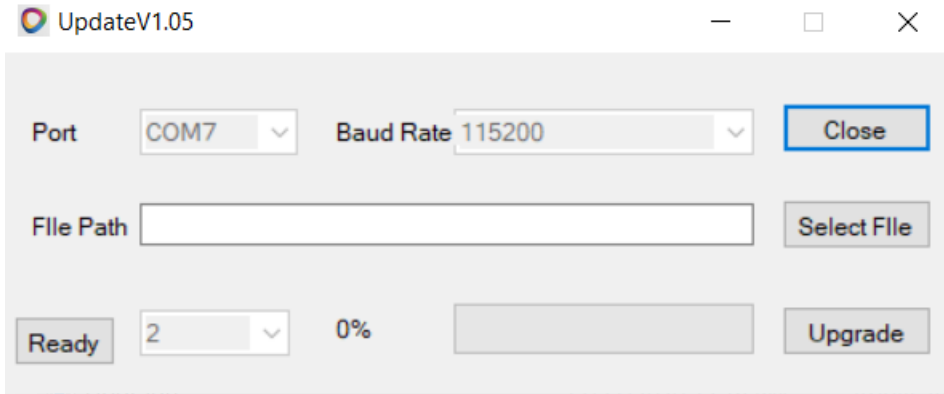 UpdateV1.05
Port COM7 Baud Rate 115200 Close
FIle Path Select FIle
Ready 2 0% Upgrade